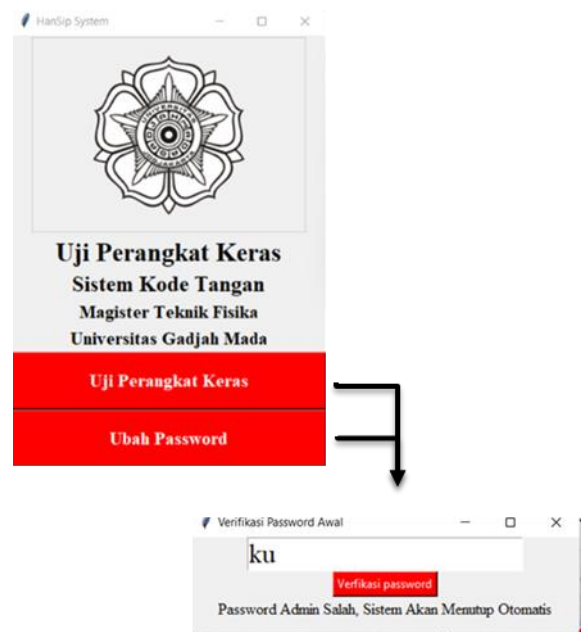 HanSip System
Uji Perangkat Keras
Sistem Kode Tangan
Magister Teknik Fisika
Universitas Gadjah Mada
Uji Perangkat Keras
Ubah Password
Verifikasi Password Awal
ku
Verfikasi password
Password Admin Salah, Sistem Akan Menutup Otomatis